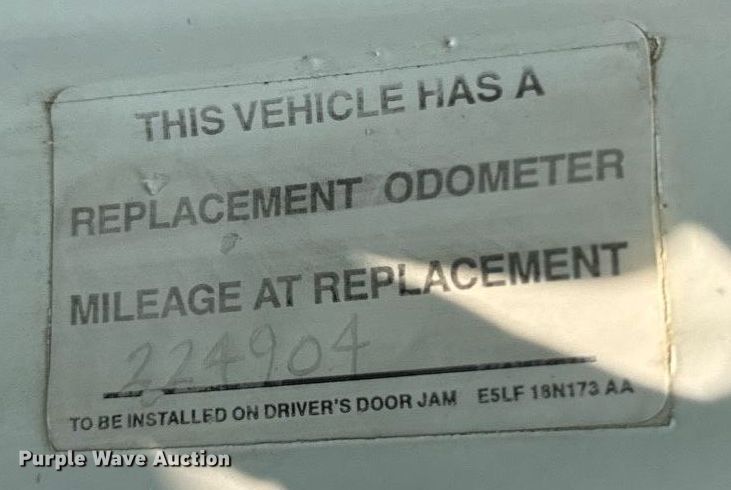 THIS VEHICLE HAS A
REPLACEMENT ODOMETER
MILEAGE AT REPLACEMENT
224904
TO BE INSTALLED ON DRIVER'S DOOR JAM E5LF 18N173 AA
Purple Wave Auction